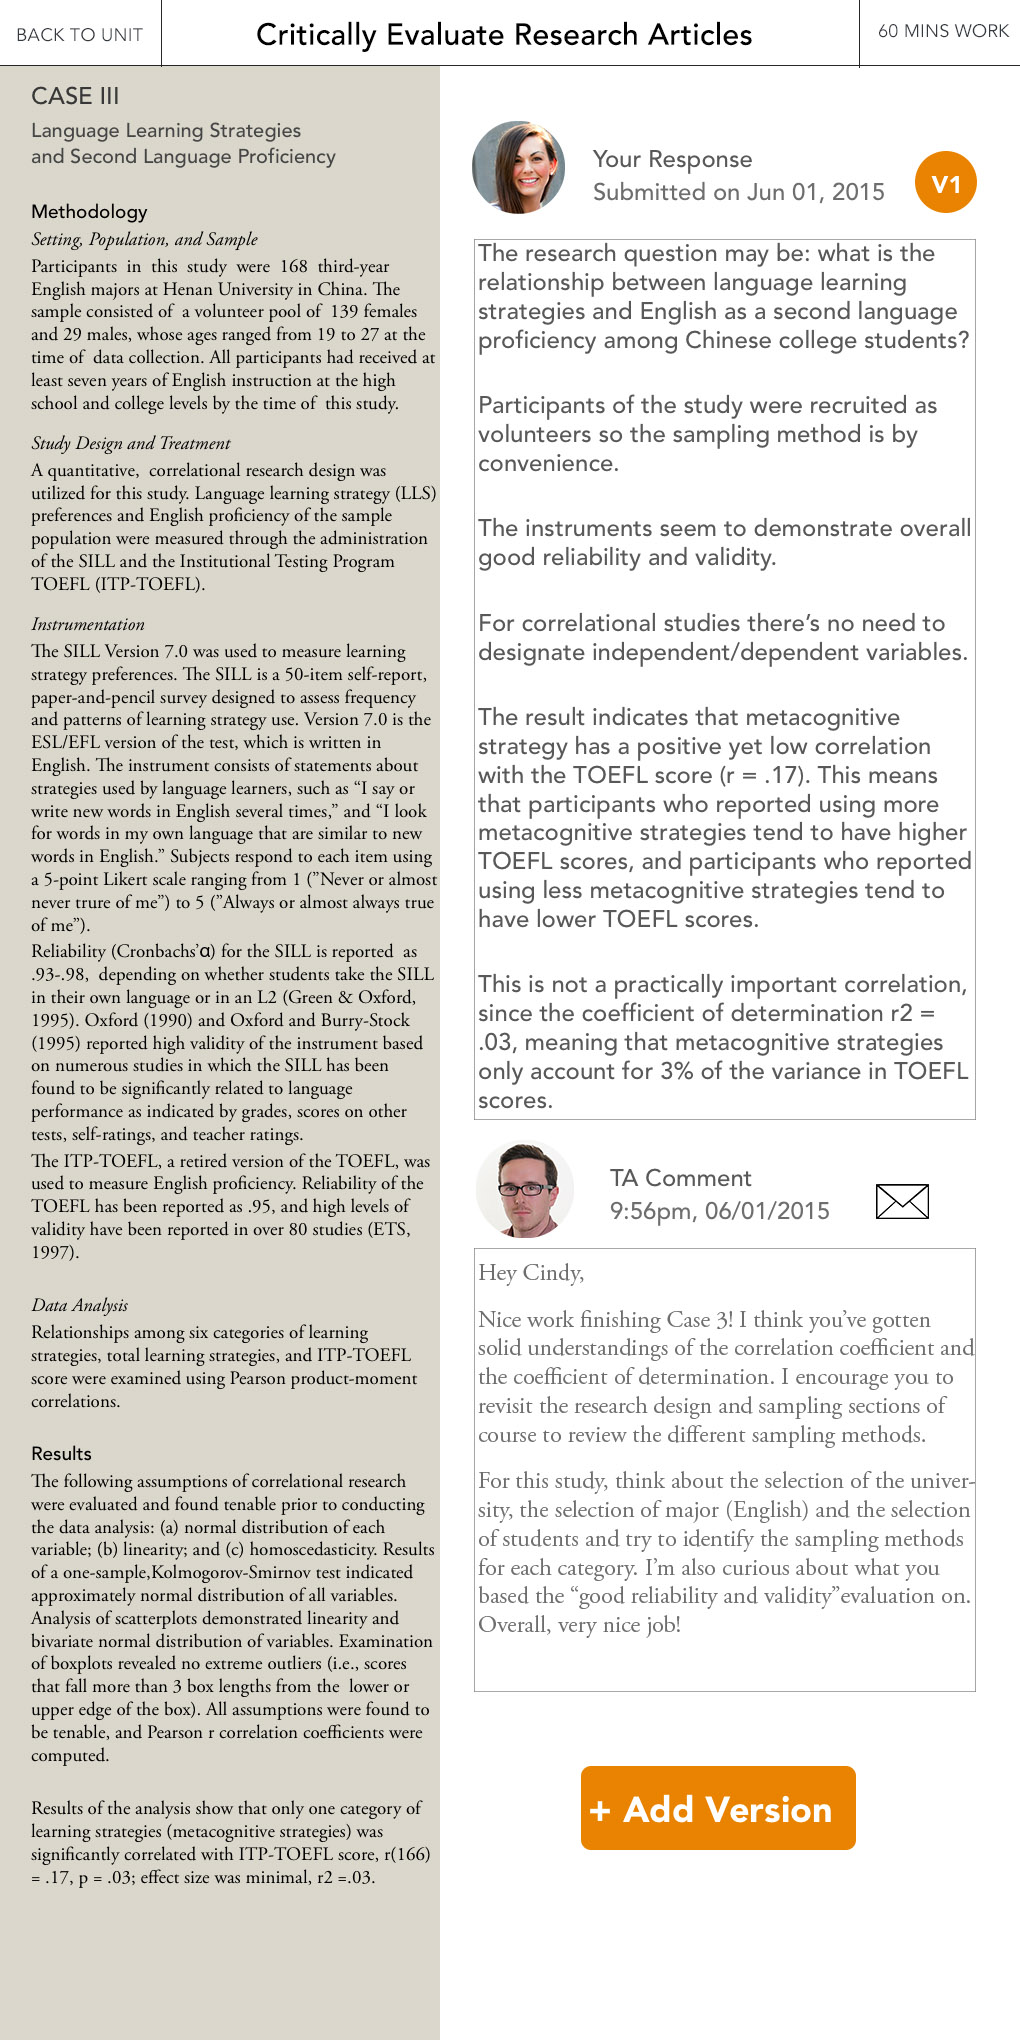 BACK TO UNIT
Critically Evaluate Research Articles
60 MINS WORK
CASE III
Language Learning Strategies
and Second Language Proficiency
Methodology
Setting, Population, and Sample
Participants in this study were 168 third-year
English majors at Henan University in China. The
sample consisted of a volunteer pool of 139 females
and 29 males, whose ages ranged from 19 to 27 at the
time of data collection. All participants had received at
least seven years of English instruction at the high
school and college levels by the time of this study.
Study Design and Treatment
A quantitative, correlational research design was
utilized for this study. Language learning strategy (LLS)
preferences and English proficiency of the sample
population were measured through the administration
of the SILL and the Institutional Testing Program
TOEFL (ITP-TOEFL).
Instrumentation
The SILL Version 7.0 was used to measure learning
strategy preferences. The SILL is a 50-item self-report,
paper-and-pencil survey designed to assess frequency
and patterns of learning strategy use. Version 7.0 is the
ESL/EFL version of the test, which is written in
English. The instrument consists of statements about
strategies used by language learners, such as “I say or
write new words in English several times,” and “I look
for words in my own language that are similar to new
words in English.” Subjects respond to each item using
a 5-point Likert scale ranging from 1 (”Never or almost
never trure of me”) to 5 (”Always or almost always true
of me”).
Reliability (Cronbachs’α) for the SILL is reported as
.93-.98, depending on whether students take the SILL
in their own language or in an L2 (Green & Oxford,
1995). Oxford (1990) and Oxford and Burry-Stock
(1995) reported high validity of the instrument based
on numerous studies in which the SILL has been
found to be significantly related to language
performance as indicated by grades, scores on other
tests, self-ratings, and teacher ratings.
The ITP-TOEFL, a retired version of the TOEFL, was
used to measure English proficiency. Reliability of the
TOEFL has been reported as .95, and high levels of
validity have been reported in over 80 studies (ETS,
1997).
Data Analysis
Relationships among six categories of learning
strategies, total learning strategies, and ITP-TOEFL
score were examined using Pearson product-moment
correlations.
Results
The following assumptions of correlational research
were evaluated and found tenable prior to conducting
the data analysis: (a) normal distribution of each
variable; (b) linearity; and (c) homoscedasticity. Results
of a one-sample,Kolmogorov-Smirnov test indicated
approximately normal distribution of all variables.
Analysis of scatterplots demonstrated linearity and
bivariate normal distribution of variables. Examination
of boxplots revealed no extreme outliers (i.e., scores
that fall more than 3 box lengths from the lower or
upper edge of the box). All assumptions were found to
be tenable, and Pearson r correlation coefficients were
computed.
Results of the analysis show that only one category of
learning strategies (metacognitive strategies) was
significantly correlated with ITP-TOEFL score, r(166)
= .17, p = .03; effect size was minimal, r2 =.03.
Your Response
Submitted on Jun 01, 2015
V1
The research question may be: what is the
relationship between language learning
strategies and English as a second language
proficiency among Chinese college students?
Participants of the study were recruited as
volunteers so the sampling method is by
convenience.
The instruments seem to demonstrate overall
good reliability and validity.
For correlational studies there’s no need to
designate independent/dependent variables.
The result indicates that metacognitive
strategy has a positive yet low correlation
with the TOEFL score (r = .17). This means
that participants who reported using more
metacognitive strategies tend to have higher
TOEFL scores, and participants who reported
using less metacognitive strategies tend to
have lower TOEFL scores.
This is not a practically important correlation,
since the coefficient of determination r2 =
.03, meaning that metacognitive strategies
only account for 3% of the variance in TOEFL
scores.
TA Comment
9:56pm, 06/01/2015
Hey Cindy,
Nice work finishing Case 3! I think you’ve gotten
solid understandings of the correlation coefficient and
the coefficient of determination. I encourage you to
revisit the research design and sampling sections of
course to review the different sampling methods.
For this study, think about the selection of the univer-
sity, the selection of major (English) and the selection
of students and try to identify the sampling methods
for each category. I’m also curious about what you
based the “good reliability and validity”evaluation on.
Overall, very nice job!
+ Add Version